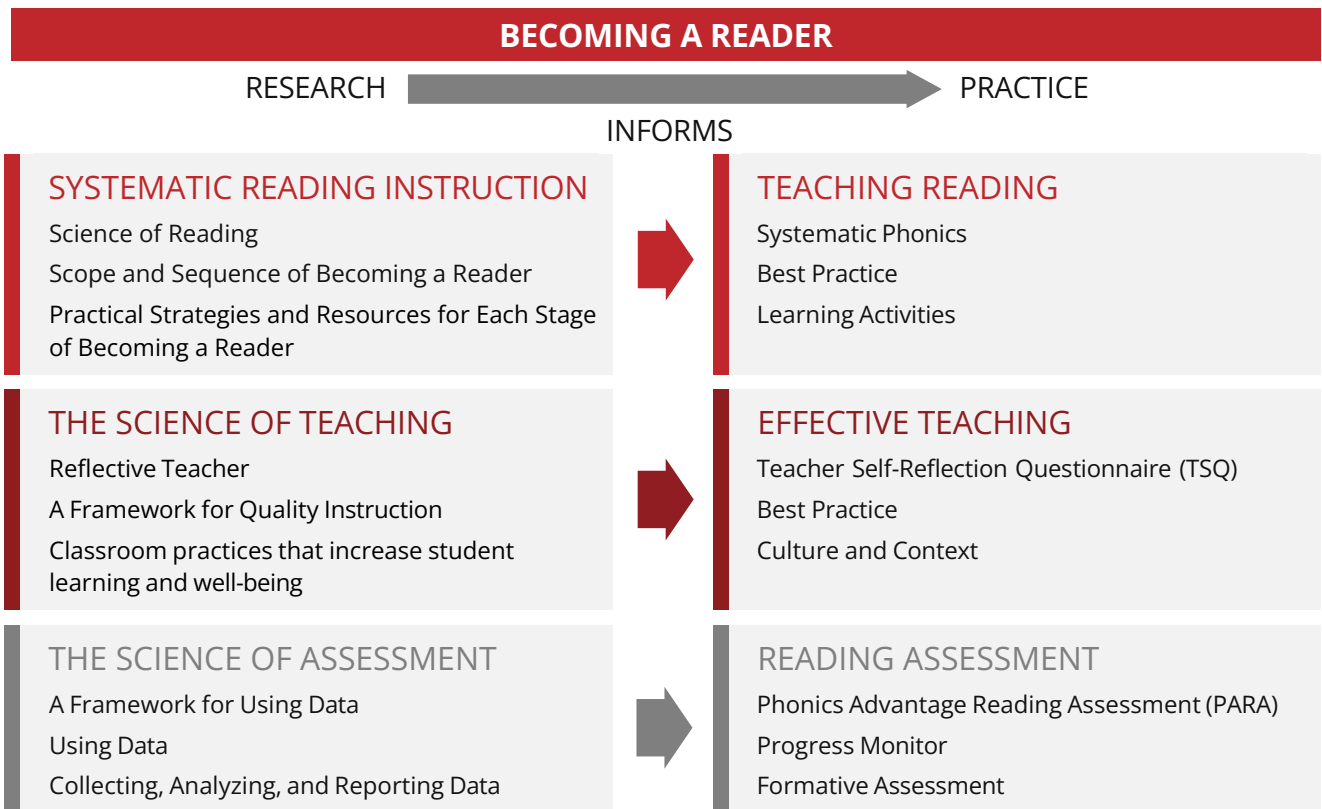 BECOMING A READER
RESEARCH
PRACTICE
INFORMS
SYSTEMATIC READING INSTRUCTION
Science of Reading
Scope and Sequence of Becoming a Reader
Practical Strategies and Resources for Each Stage
of Becoming a Reader
TEACHING READING
Systematic Phonics
Best Practice
Learning Activities
THE SCIENCE OF TEACHING
Reflective Teacher
A Framework for Quality Instruction
Classroom practices that increase student
learning and well-being
EFFECTIVE TEACHING
Teacher Self-Reflection Questionnaire (TSQ)
Best Practice
Culture and Context
THE SCIENCE OF ASSESSMENT
A Framework for Using Data
Using Data
Collecting, Analyzing, and Reporting Data
READING ASSESSMENT
Phonics Advantage Reading Assessment (PARA)
Progress Monitor
Formative Assessment